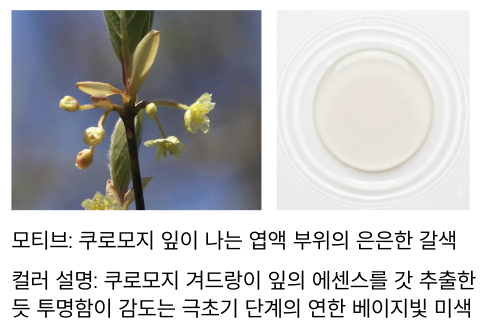 모티브: 쿠로모지 잎이 나는 엽액 부위의 은은한 갈색
컬러 설명: 쿠로모지 겨드랑이 잎의 에센스를 갓 추출한
듯 투명함이 감도는 극초기 단계의 연한 베이지빛 미색